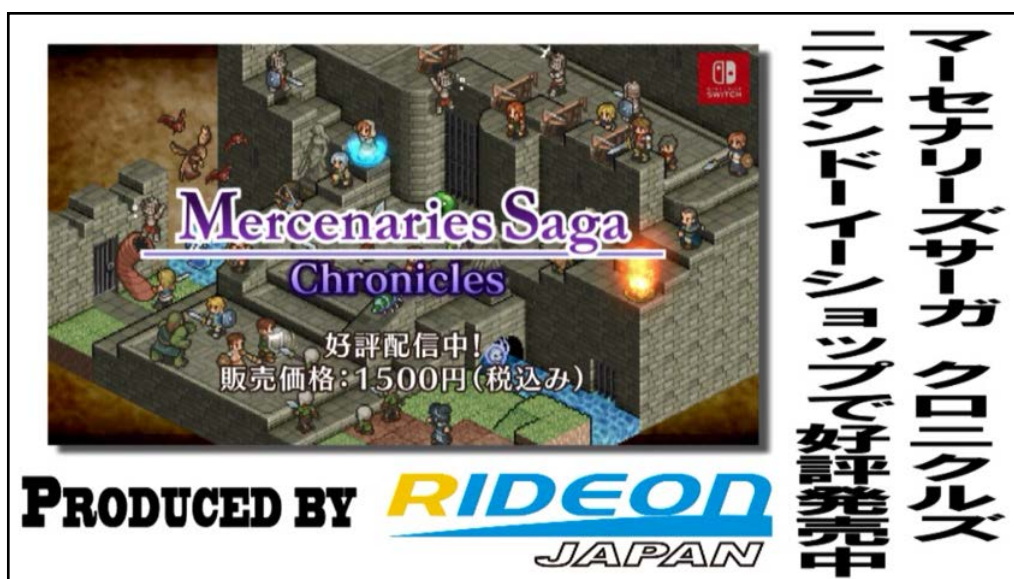 マーセナリーズサーガ クロニクルズ
ニンテンドーイーショップで好評発売中
NINTENDO
SWITCH
Mercenaries Saga
Chronicles
好評配信中!
販売価格:1,500円(税込み)
PRODUCED BY RIDEON
JAPAN